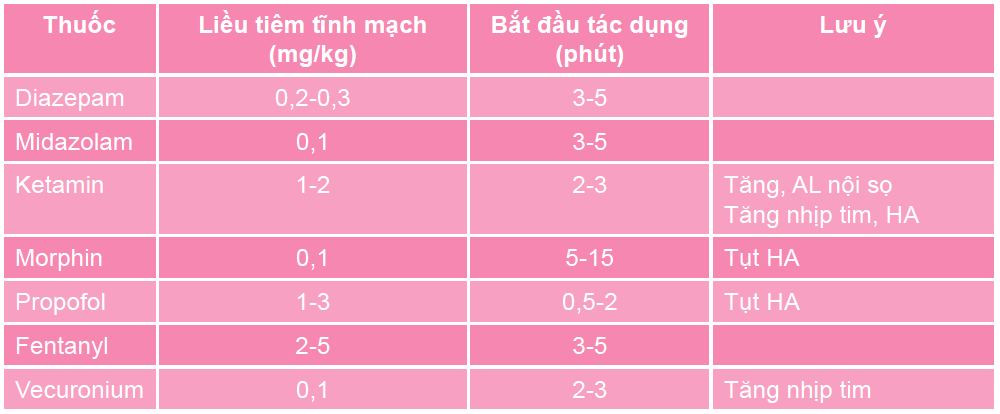 Thuốc Liều tiêm tĩnh mạch (mg/kg) Bắt đầu tác dụng (phút) Lưu ý
Diazepam 0,2-0,3 3-5
Midazolam 0,1 3-5
Ketamin 1-2 2-3 Tăng, AL nội sọ
Tăng nhịp tim, HA
Morphin 0,1 5-15 Tụt HA
Propofol 1-3 0,5-2 Tụt HA
Fentanyl 2-5 3-5
Vecuronium 0,1 2-3 Tăng nhịp tim